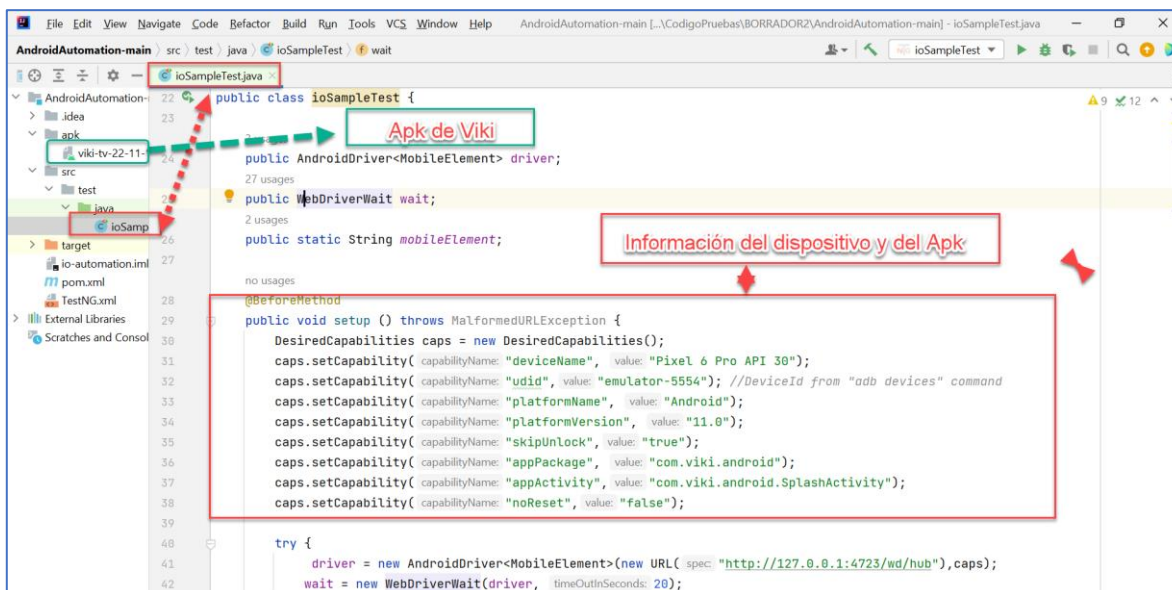 File Edit View Navigate Code Refactor Build Run Tools VCS Window Help AndroidAutomation-main [...\CodigoPruebas\BORRADOR2\AndroidAutomation-main] - ioSampleTest.java
AndroidAutomation-main src test java ioSampleTest wait ioSampleTest
ioSampleTest.java
AndroidAutomation- 22 public class ioSampleTest { 9 12
.idea 23
apk Apk de Viki
viki-tv-22-11- 24 public AndroidDriver<MobileElement> driver;
src 27 usages
test public WebDriverWait wait;
java 2 usages
ioSamp 26 public static String mobileElement;
target 27 Información del dispositivo y del Apk
io-automation.iml
pom.xml no usages
TestNG.xml 28 @BeforeMethod
External Libraries 29 public void setup () throws MalformedURLException {
Scratches and Consol 30 DesiredCapabilities caps = new DesiredCapabilities();
31 caps.setCapability( capabilityName: "deviceName", value: "Pixel 6 Pro API 30");
32 caps.setCapability( capabilityName: "udid", value: "emulator-5554"); //DeviceId from "adb devices" command
33 caps.setCapability( capabilityName: "platformName", value: "Android");
34 caps.setCapability( capabilityName: "platformVersion", value: "11.0");
35 caps.setCapability( capabilityName: "skipUnlock", value: "true");
36 caps.setCapability( capabilityName: "appPackage", value: "com.viki.android");
37 caps.setCapability( capabilityName: "appActivity", value: "com.viki.android.SplashActivity");
38 caps.setCapability( capabilityName: "noReset", value: "false");
39
40 try {
41 driver = new AndroidDriver<MobileElement>(new URL( spec: "http://127.0.0.1:4723/wd/hub"),caps);
42 wait = new WebDriverWait(driver, timeOutInSeconds: 20);